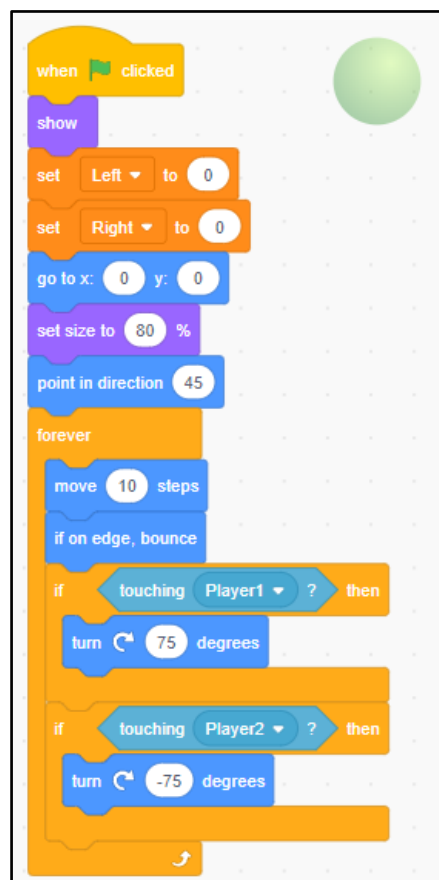 when clicked
show
set Left to 0
set Right to 0
go to x: 0 y: 0
set size to 80 %
point in direction 45
forever
move 10 steps
if on edge, bounce
if touching Player1 ? then
turn 75 degrees
if touching Player2 ? then
turn -75 degrees